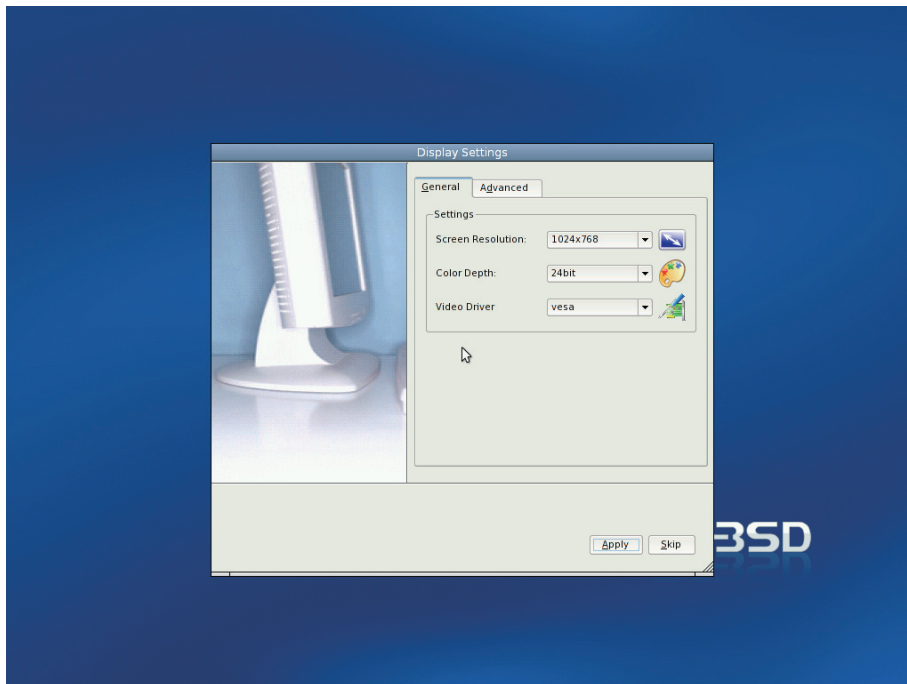 Display Settings
General Advanced
Settings
Screen Resolution: 1024x768
Color Depth: 24bit
Video Driver vesa
Apply Skip
BSD